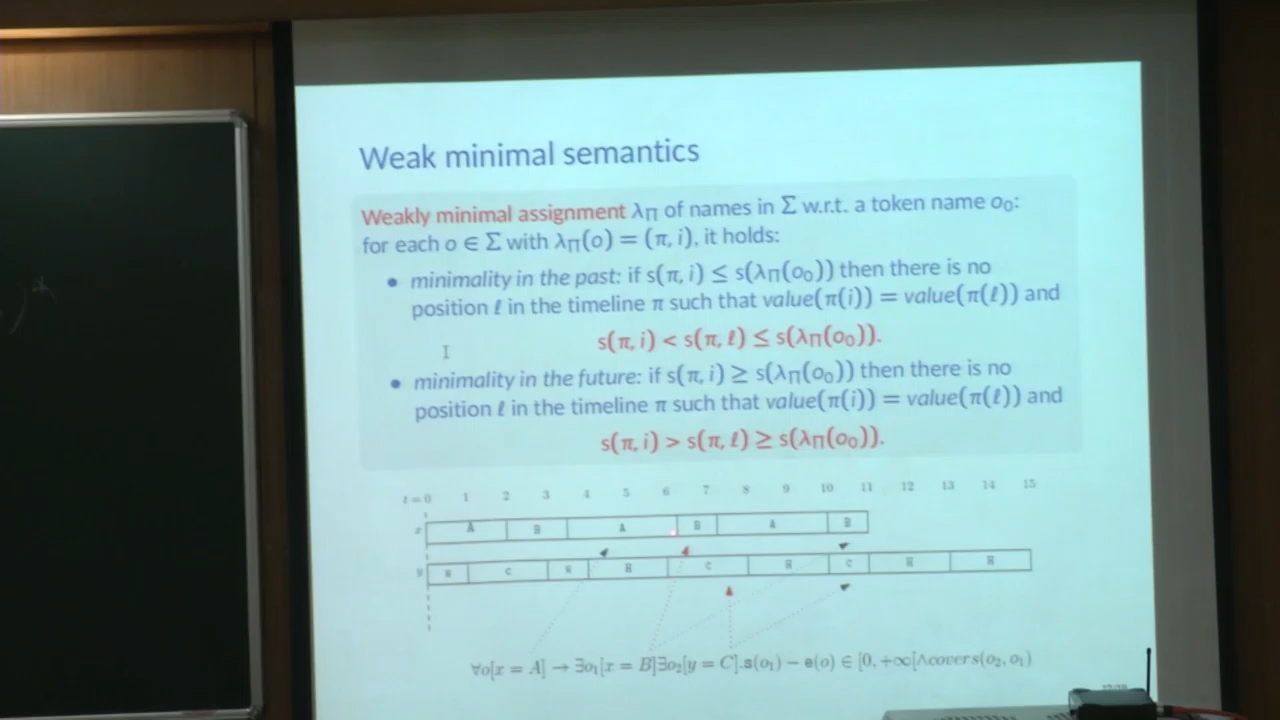 Weak minimal semantics
Weakly minimal assignment λΠ of names in Σ w.r.t. a token name o₀:
for each o ∈ Σ with λΠ(o) = (π, i), it holds:
• minimality in the past: if s(π, i) ≤ s(λΠ(o₀)) then there is no
position ℓ in the timeline π such that value(π(i)) = value(π(ℓ)) and
s(π, i) < s(π, ℓ) ≤ s(λΠ(o₀)).
• minimality in the future: if s(π, i) ≥ s(λΠ(o₀)) then there is no
position ℓ in the timeline π such that value(π(i)) = value(π(ℓ)) and
s(π, i) > s(π, ℓ) ≥ s(λΠ(o₀)).
t = 0 1 2 3 4 5 6 7 8 9 10 11 12 13 14 15
x A B A B A B
y C H C H C H H
∀o[x = A] → ∃o₁[x = B]∃o₂[y = C].s(o₁) − e(o) ∈ [0, +∞[∧covers(o₂, o₁)